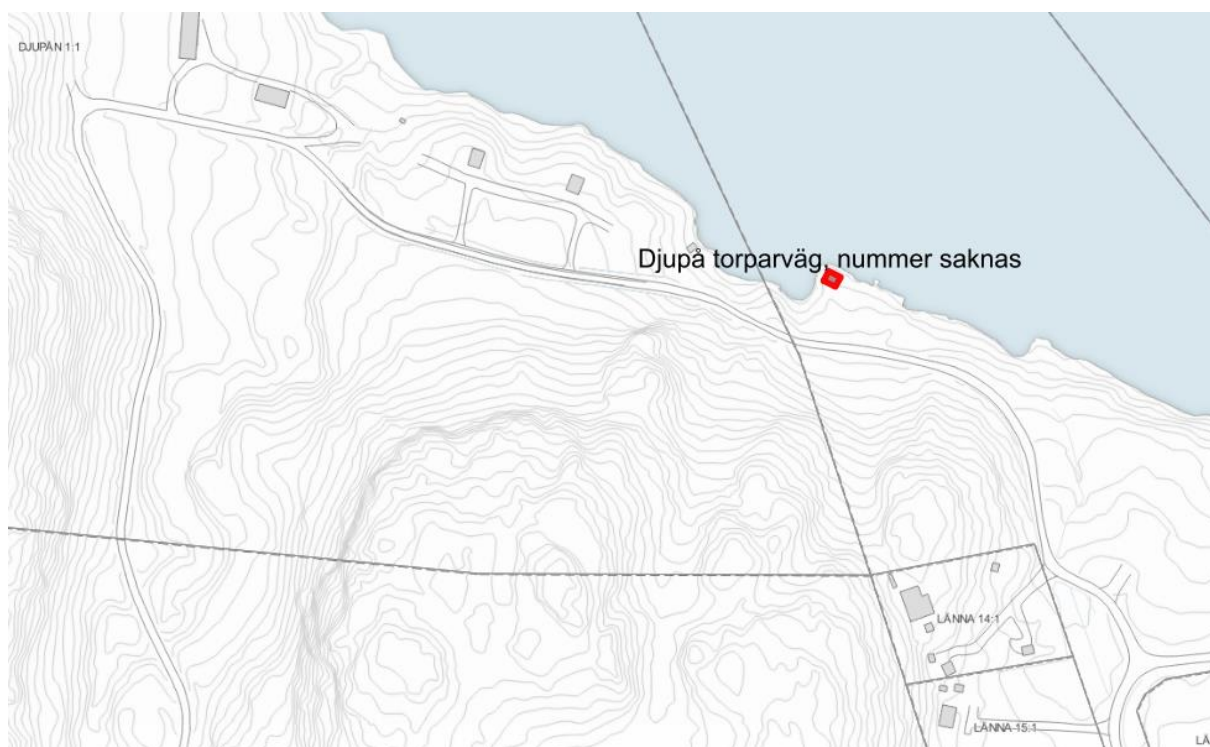 DJUPÅN 1:1
Djupå torparväg, nummer saknas
LÄNNA 14:1
LÄNNA 15:1
LÄ